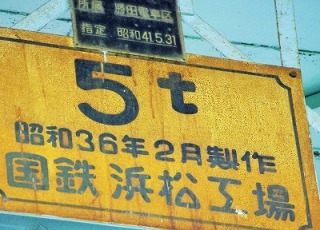 所属 豊田電車区
指定 昭和41.5.31
5t
昭和36年2月製作
国鉄浜松工場